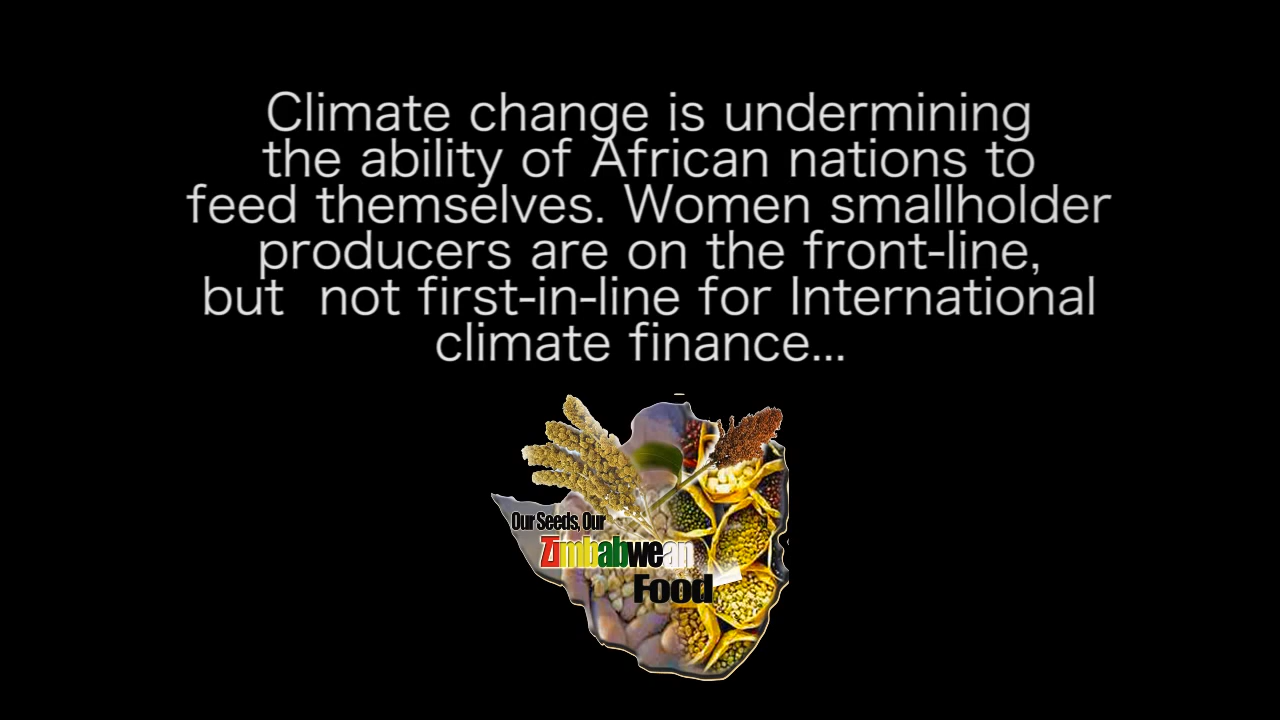 Climate change is undermining
the ability of African nations to
feed themselves. Women smallholder
producers are on the front-line,
but  not first-in-line for International
climate finance...
Our Seeds, Our
Zimbabwean
Food